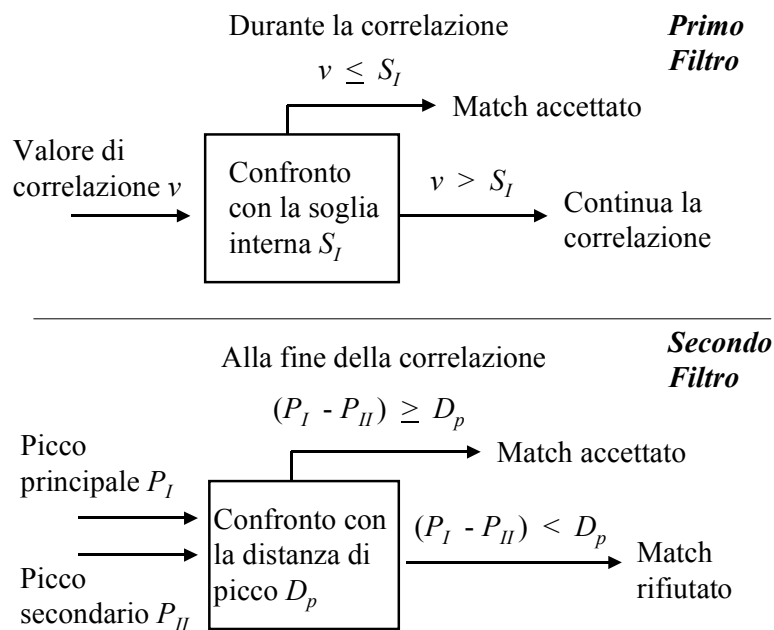 Durante la correlazione
Primo
Filtro
v ≤ S_I
Match accettato
Valore di
correlazione v
Confronto
con la soglia
interna S_I
v > S_I
Continua la
correlazione
Alla fine della correlazione
Secondo
Filtro
(P_I - P_II) ≥ D_p
Match accettato
Picco
principale P_I
Confronto con
la distanza di
picco D_p
(P_I - P_II) < D_p
Match
rifiutato
Picco
secondario P_II